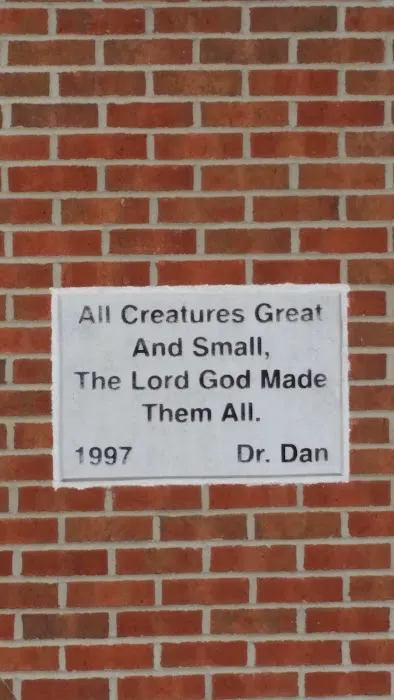 All Creatures Great
And Small,
The Lord God Made
Them All.
1997 Dr. Dan